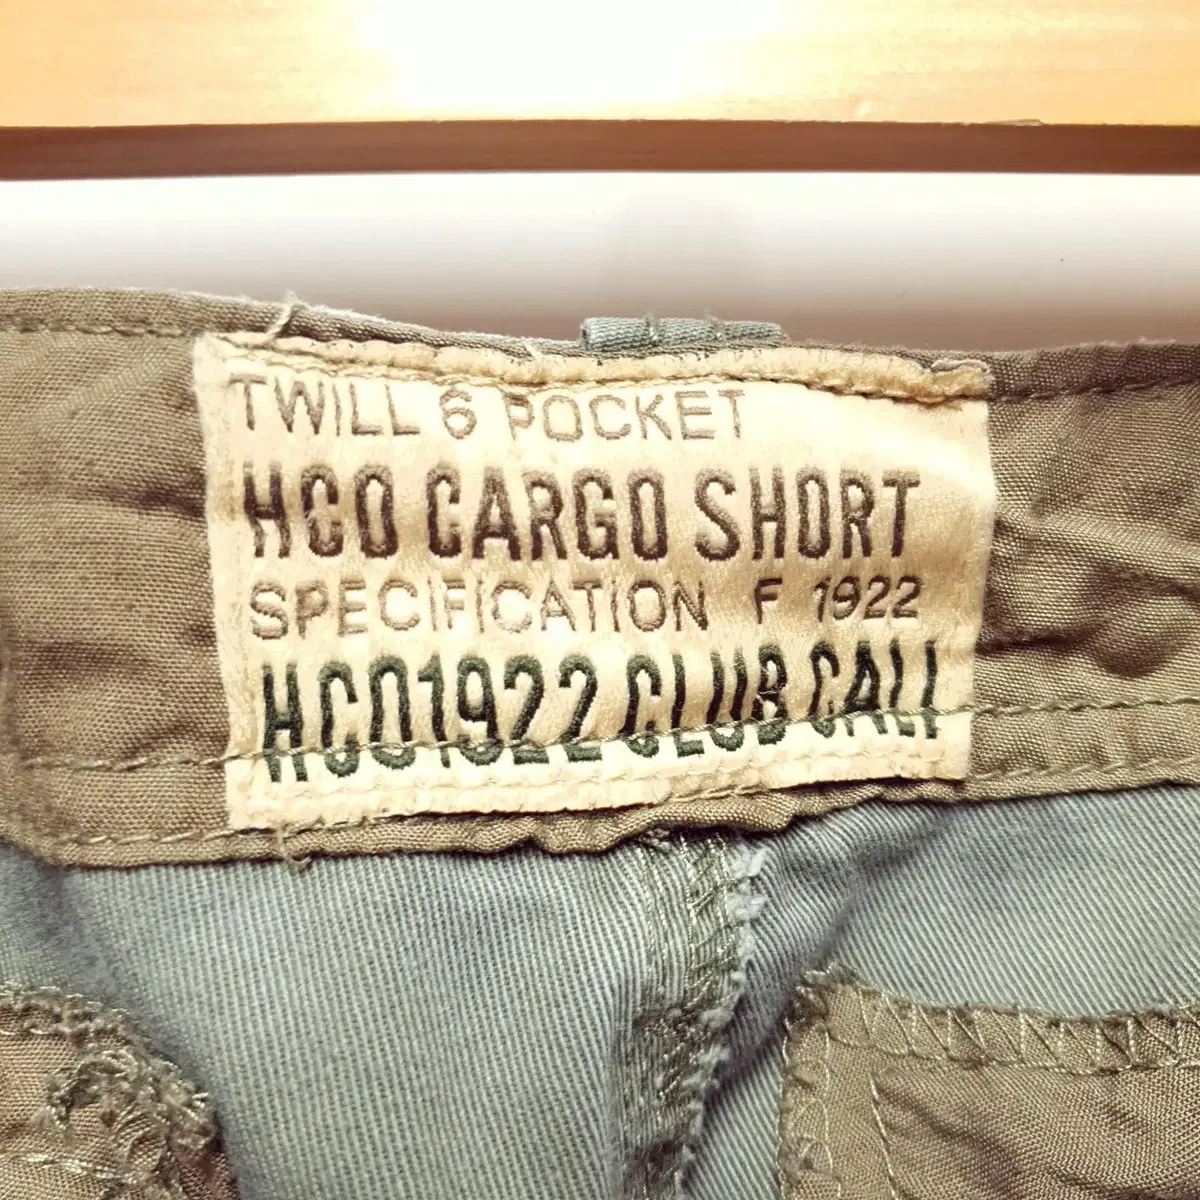 TWILL 6 POCKET
HCO CARGO SHORT
SPECIFICATION F 1922
HCO1922 CLUB CALI